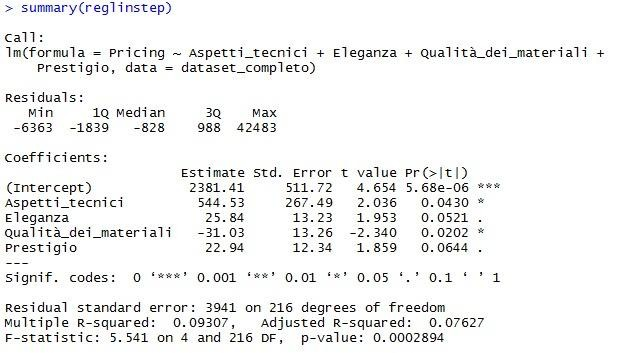 > summary(reglinstep)
Call:
lm(formula = Pricing ~ Aspetti_tecnici + Eleganza + Qualità_dei_materiali +
Prestigio, data = dataset_completo)
Residuals:
Min 1Q Median 3Q Max
-6363 -1839 -828 988 42483
Coefficients:
Estimate Std. Error t value Pr(>|t|)
(Intercept) 2381.41 511.72 4.654 5.68e-06 ***
Aspetti_tecnici 544.53 267.49 2.036 0.0430 *
Eleganza 25.84 13.23 1.953 0.0521 .
Qualità_dei_materiali -31.03 13.26 -2.340 0.0202 *
Prestigio 22.94 12.34 1.859 0.0644 .
---
Signif. codes: 0 ‘***’ 0.001 ‘**’ 0.01 ‘*’ 0.05 ‘.’ 0.1 ‘ ’ 1
Residual standard error: 3941 on 216 degrees of freedom
Multiple R-squared: 0.09307, Adjusted R-squared: 0.07627
F-statistic: 5.541 on 4 and 216 DF, p-value: 0.0002894